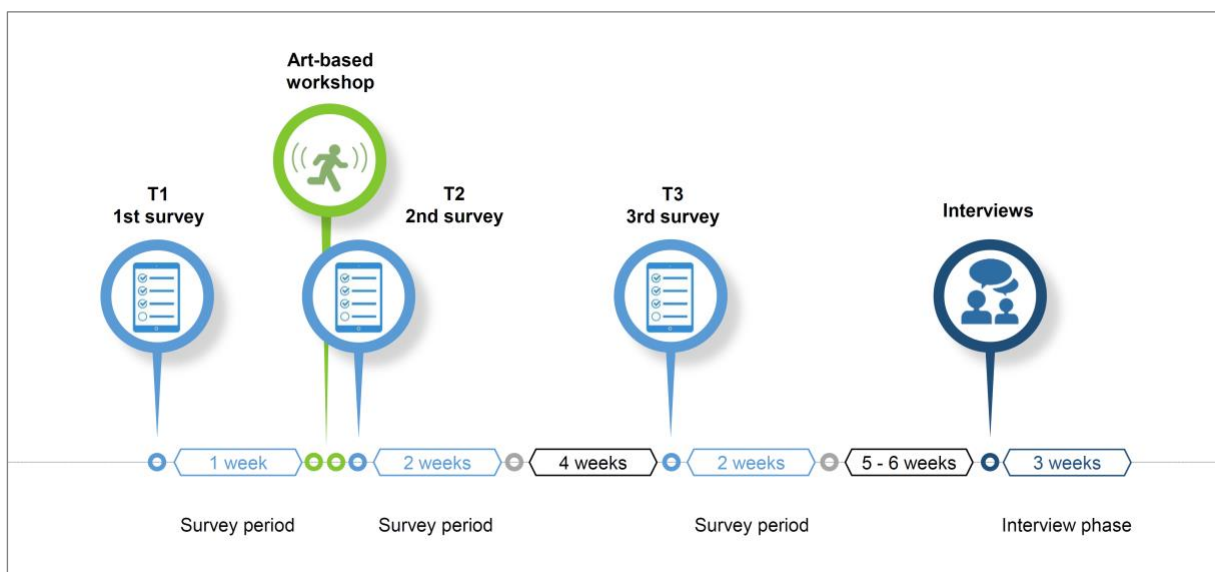 Art-based
workshop
T1
1st survey
T2
2nd survey
T3
3rd survey
Interviews
1 week
2 weeks
4 weeks
2 weeks
5 - 6 weeks
3 weeks
Survey period
Survey period
Survey period
Interview phase